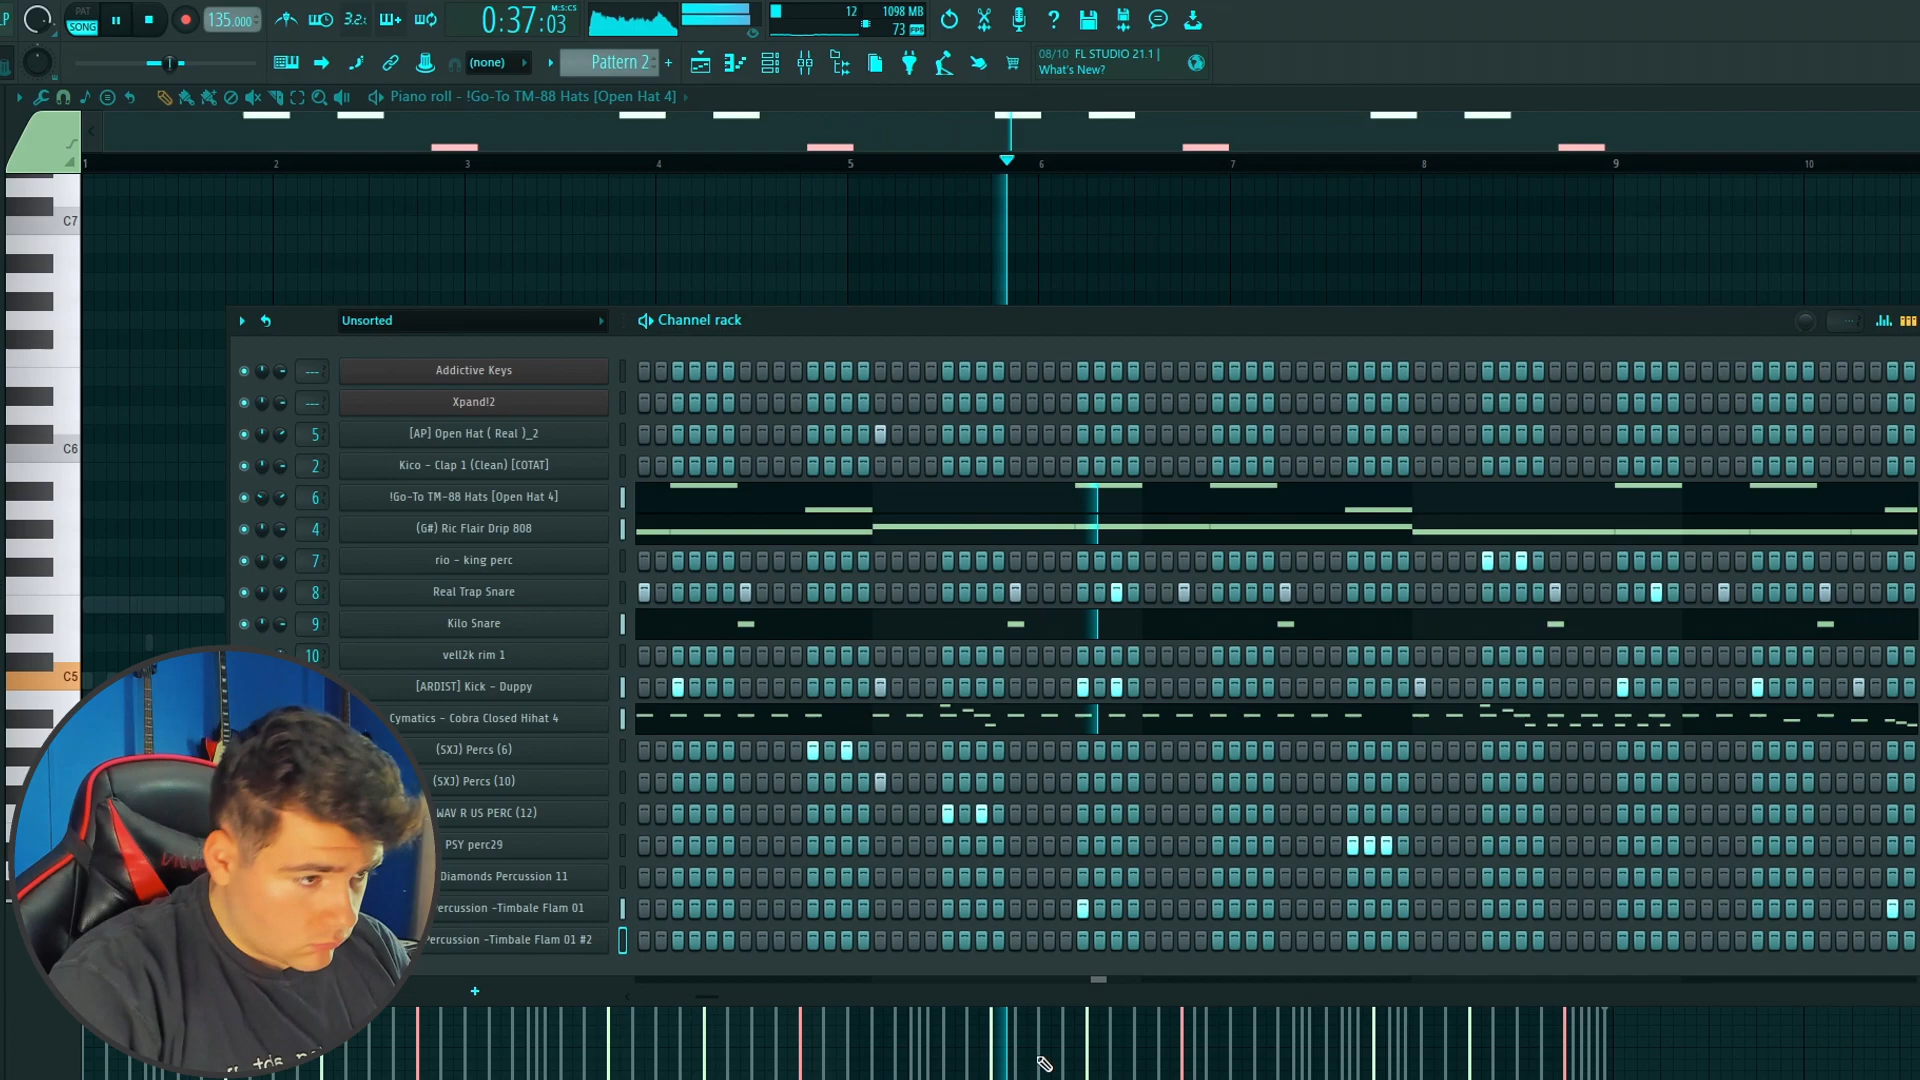 PAT
SONG
135.000
3.2.
0:37:03
M:S:CS
12
1098 MB
73
FPS
(none)
Pattern 2
+
08/10 FL STUDIO 21.1 |
What's New?
Piano roll - !Go-To TM-88 Hats [Open Hat 4]
1 2 3 4 5 6 7 8 9 10
C7
C6
C5
Unsorted
Channel rack
--- Addictive Keys
--- Xpand!2
5 [AP] Open Hat ( Real )_2
2 Kico - Clap 1 (Clean) [COTAT]
6 !Go-To TM-88 Hats [Open Hat 4]
4 (G#) Ric Flair Drip 808
7 rio - king perc
8 Real Trap Snare
9 Kilo Snare
10 vell2k rim 1
[ARDIST] Kick - Duppy
Cymatics - Cobra Closed Hihat 4
(SXJ) Percs (6)
(SXJ) Percs (10)
WAV R US PERC (12)
PSY perc29
Diamonds Percussion 11
ercussion -Timbale Flam 01
Percussion -Timbale Flam 01 #2
+